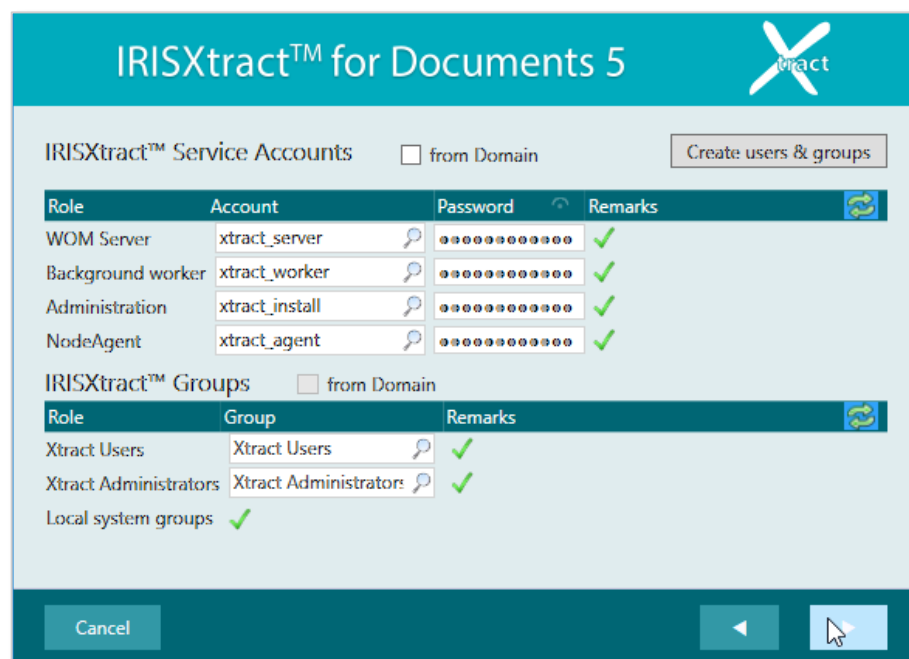 IRISXtract™ for Documents 5
Xtract
IRISXtract™ Service Accounts from Domain Create users & groups
Role Account Password Remarks
WOM Server xtract_server
Background worker xtract_worker
Administration xtract_install
NodeAgent xtract_agent
IRISXtract™ Groups from Domain
Role Group Remarks
Xtract Users Xtract Users
Xtract Administrators Xtract Administrators
Local system groups
Cancel